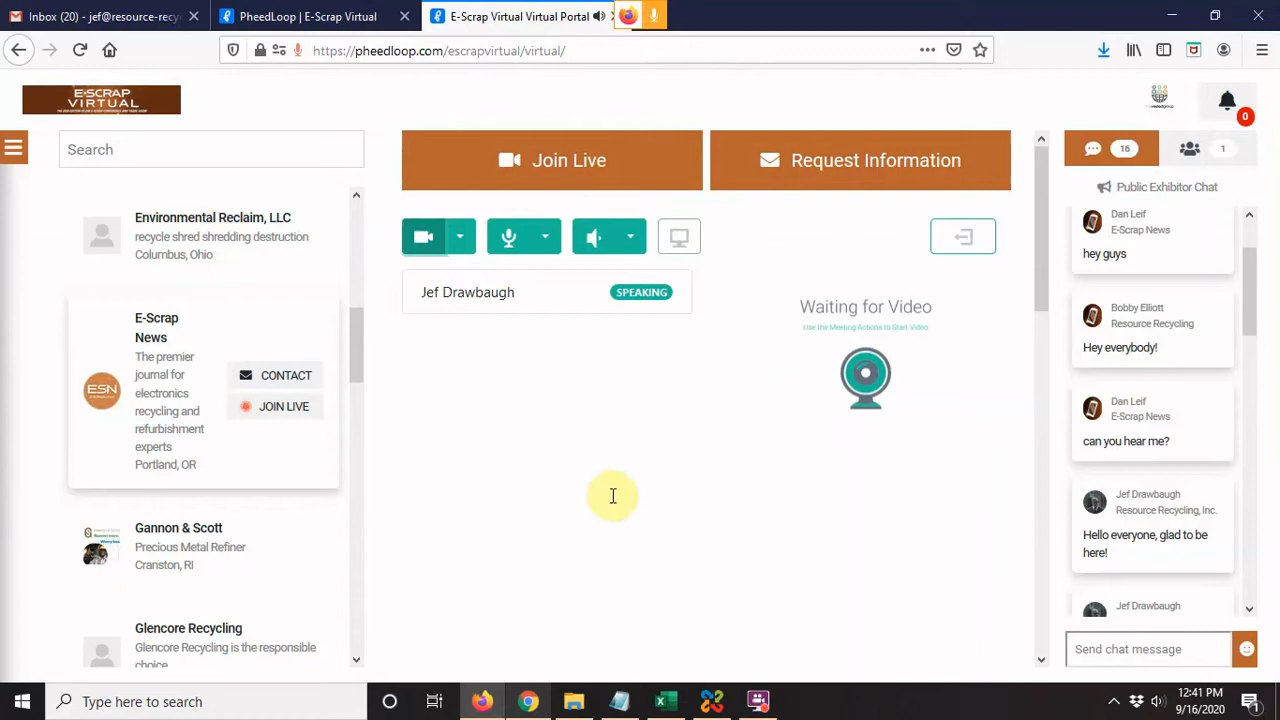 Inbox (20) - jef@resource-recyc
PheedLoop | E-Scrap Virtual
E-Scrap Virtual Virtual Portal
https://pheedloop.com/escrapvirtual/virtual/
E-SCRAP
VIRTUAL
0
Search
Join Live
Request Information
16
1
Public Exhibitor Chat
Environmental Reclaim, LLC
recycle shred shredding destruction
Columbus, Ohio
E-Scrap
News
The premier
journal for
electronics
recycling and
refurbishment
experts
Portland, OR
ESN
CONTACT
JOIN LIVE
Gannon & Scott
Precious Metal Refiner
Cranston, RI
Glencore Recycling
Glencore Recycling is the responsible
choice
Jef Drawbaugh
SPEAKING
Waiting for Video
Use the Meeting Actions to Start Video
Dan Leif
E-Scrap News
hey guys
Bobby Elliott
Resource Recycling
Hey everybody!
Dan Leif
E-Scrap News
can you hear me?
Jef Drawbaugh
Resource Recycling, Inc.
Hello everyone, glad to be
here!
Jef Drawbaugh
Send chat message
Type here to search
12:41 PM
9/16/2020
1